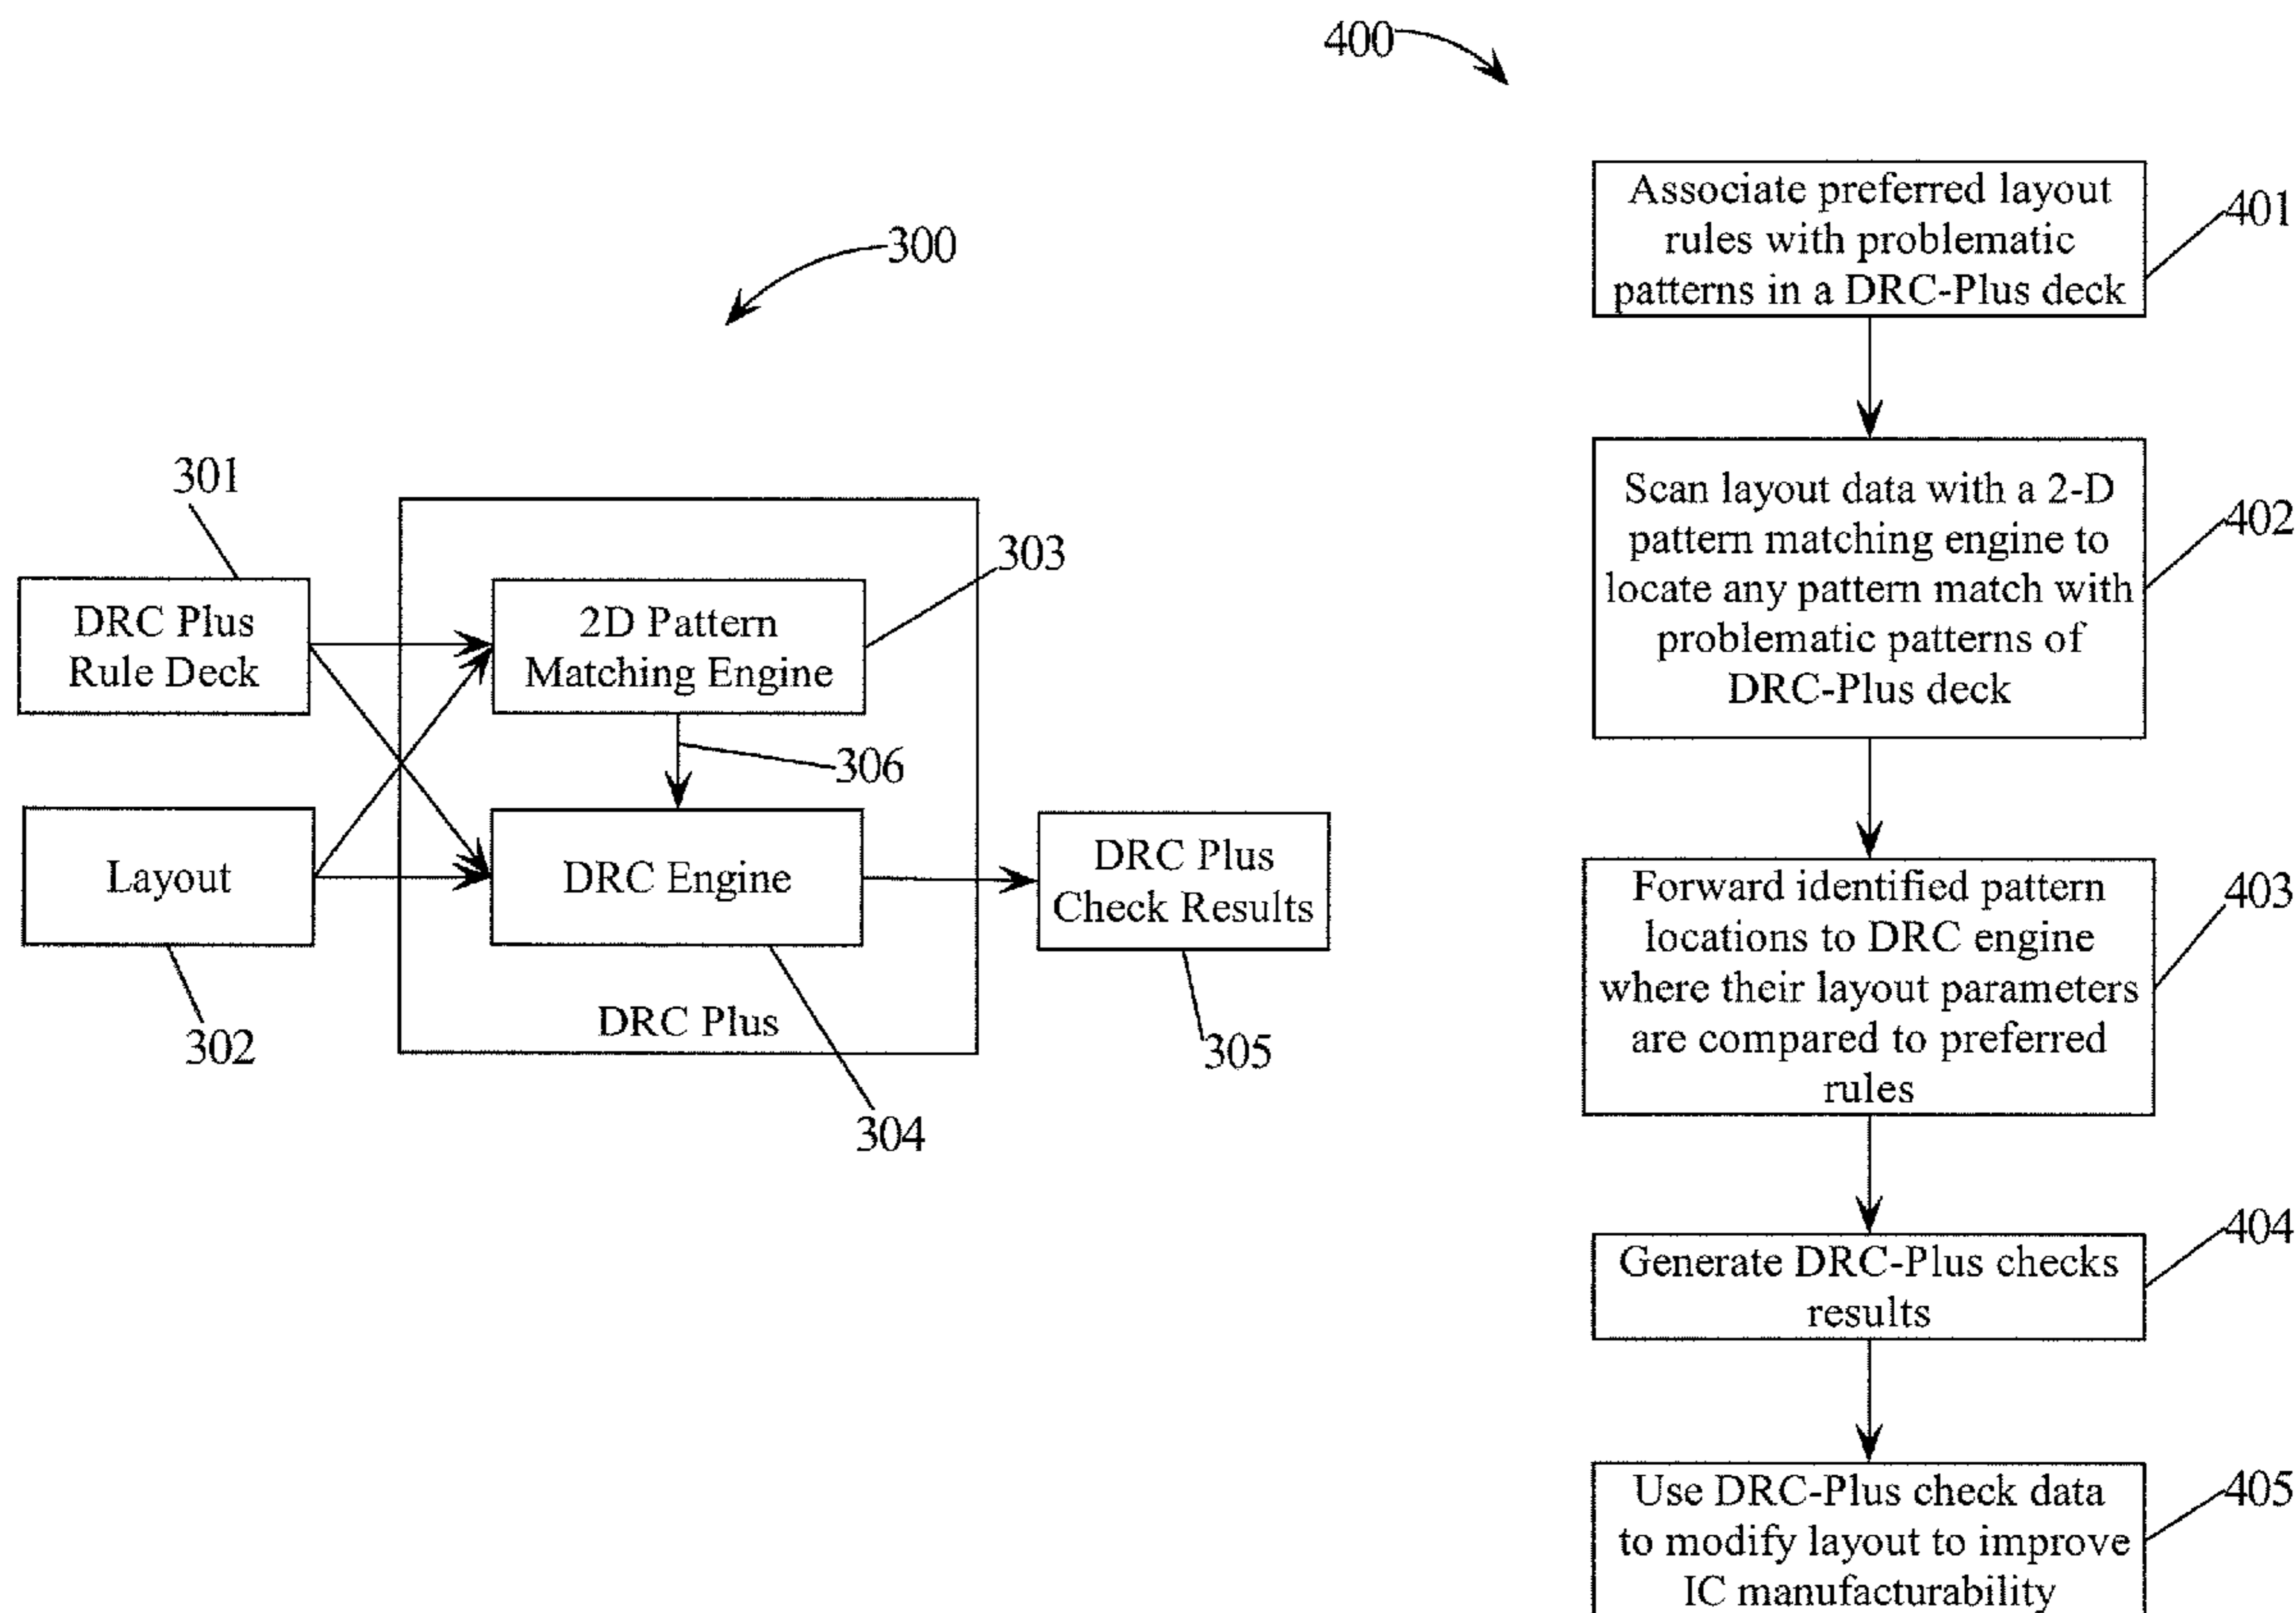 300
301
DRC Plus
Rule Deck
Layout
302
2D Pattern
Matching Engine
303
306
DRC Engine
DRC Plus
304
DRC Plus
Check Results
305
400
Associate preferred layout
rules with problematic
patterns in a DRC-Plus deck
401
Scan layout data with a 2-D
pattern matching engine to
locate any pattern match with
problematic patterns of
DRC-Plus deck
402
Forward identified pattern
locations to DRC engine
where their layout parameters
are compared to preferred
rules
403
Generate DRC-Plus checks
results
404
Use DRC-Plus check data
to modify layout to improve
IC manufacturability
405